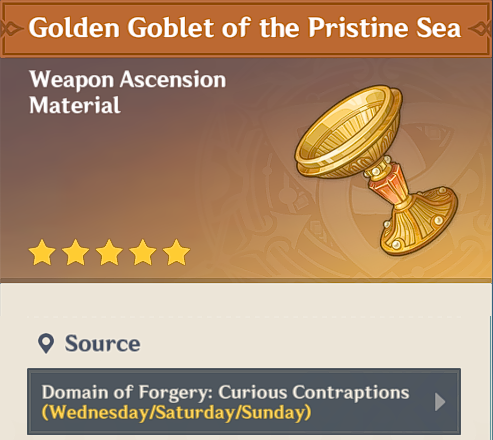 Golden Goblet of the Pristine Sea
Weapon Ascension
Material
Source
Domain of Forgery: Curious Contraptions
(Wednesday/Saturday/Sunday)